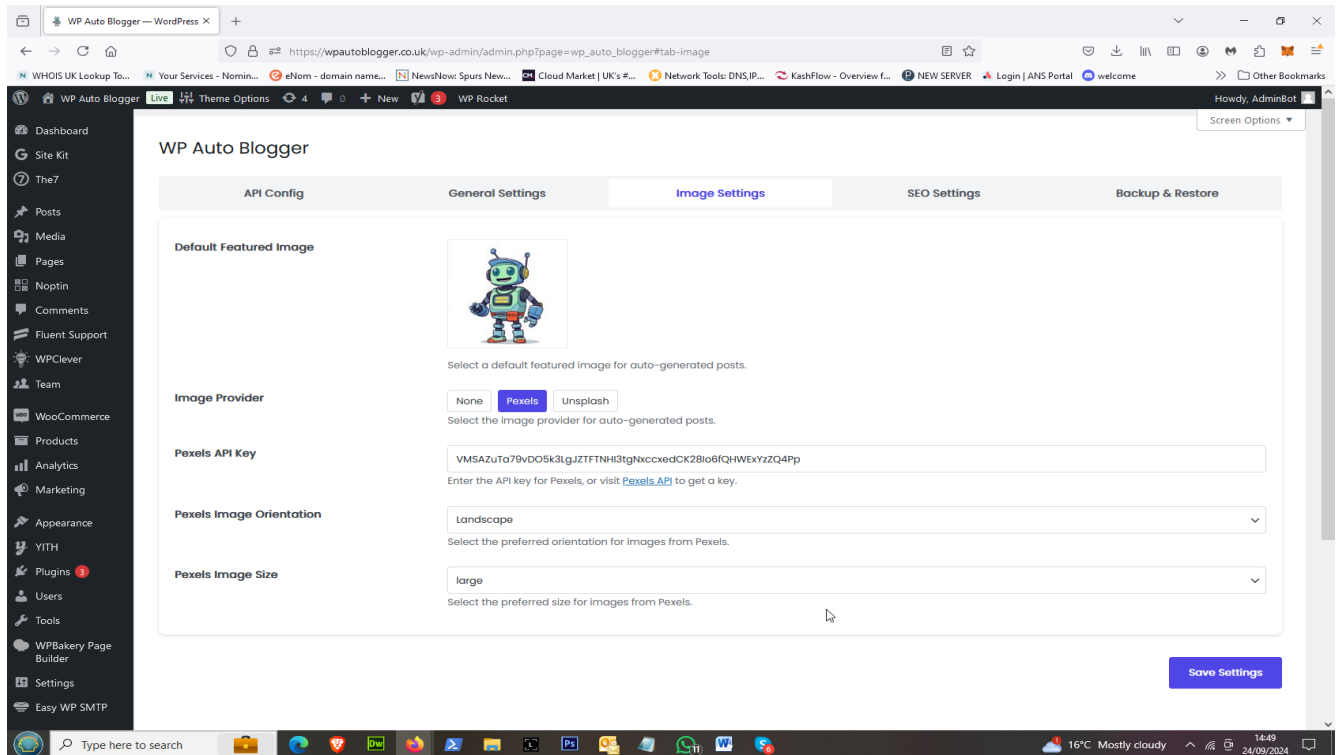 WP Auto Blogger — WordPress
https://wpautoblogger.co.uk/wp-admin/admin.php?page=wp_auto_blogger#tab-image
WHOIS UK Lookup To... Your Services - Nomin... eNom - domain name... NewsNow: Spurs New... Cloud Market | UK's #... Network Tools: DNS,IP... KashFlow - Overview f... NEW SERVER Login | ANS Portal welcome Other Bookmarks
WP Auto Blogger Live Theme Options 4 0 New 3 WP Rocket Howdy, AdminBot
Screen Options
Dashboard
Site Kit
The7
Posts
Media
Pages
Noptin
Comments
Fluent Support
WPClever
Team
WooCommerce
Products
Analytics
Marketing
Appearance
YITH
Plugins 3
Users
Tools
WPBakery Page
Builder
Settings
Easy WP SMTP
WP Auto Blogger
API Config General Settings Image Settings SEO Settings Backup & Restore
Default Featured Image
Select a default featured image for auto-generated posts.
Image Provider
None Pexels Unsplash
Select the image provider for auto-generated posts.
Pexels API Key
VMSAZuTa79vDO5k3LgJZTFTNHI3tgNxccxedCK28Io6fQHWExYzZQ4Pp
Enter the API key for Pexels, or visit Pexels API to get a key.
Pexels Image Orientation
Landscape
Select the preferred orientation for images from Pexels.
Pexels Image Size
large
Select the preferred size for images from Pexels.
Save Settings
Type here to search
16°C Mostly cloudy
14:49
24/09/2024